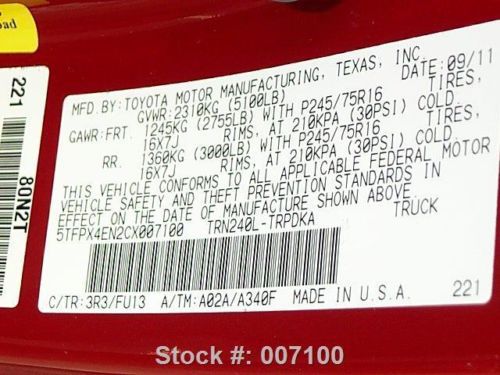 oad
221
80N2T
MFD.BY:TOYOTA MOTOR MANUFACTURING, TEXAS, INC.
DATE: 09/11
GVWR:2310KG (5100LB)
GAWR:FRT. 1245KG (2755LB) WITH P245/75R16 TIRES,
16X7J RIMS, AT 210KPA (30PSI) COLD
RR. 1360KG (3000LB) WITH P245/75R16 TIRES,
16X7J RIMS, AT 210KPA (30PSI) COLD
THIS VEHICLE CONFORMS TO ALL APPLICABLE FEDERAL MOTOR
VEHICLE SAFETY AND THEFT PREVENTION STANDARDS IN
EFFECT ON THE DATE OF MANUFACTURE SHOWN ABOVE.
5TFPX4EN2CX007100 TRN240L-TRPDKA TRUCK
C/TR:3R3/FU13 A/TM:A02A/A340F MADE IN U.S.A. 221
Stock #: 007100